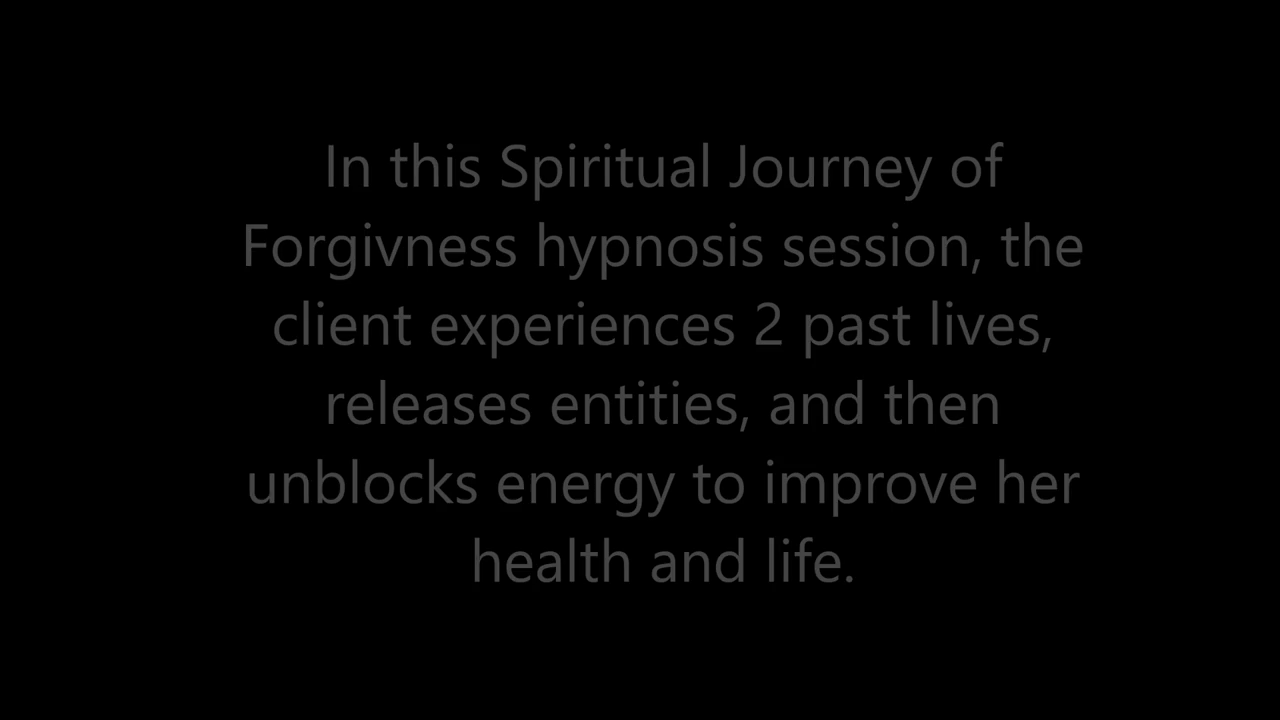 In this Spiritual Journey of
Forgivness hypnosis session, the
client experiences 2 past lives,
releases entities, and then
unblocks energy to improve her
health and life.